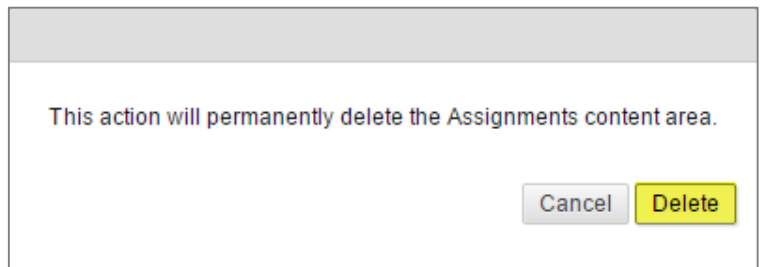 This action will permanently delete the Assignments content area.
Cancel Delete